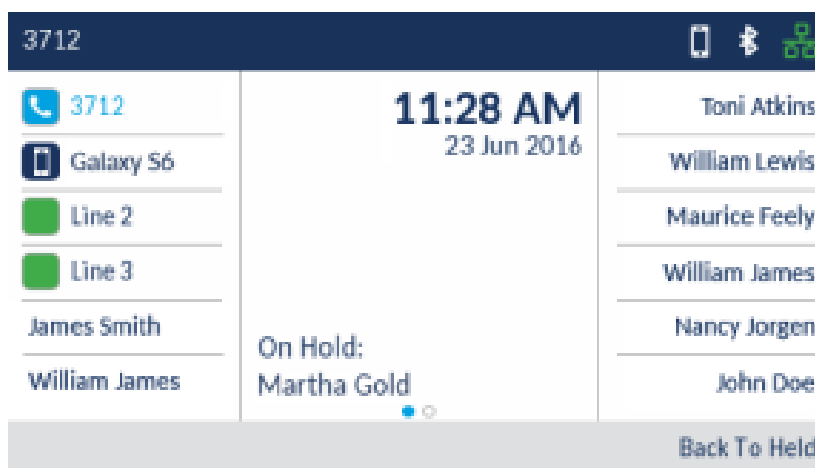 3712
3712
Galaxy S6
Line 2
Line 3
James Smith
William James
11:28 AM
23 Jun 2016
On Hold:
Martha Gold
Toni Atkins
William Lewis
Maurice Feely
William James
Nancy Jorgen
John Doe
Back To Held